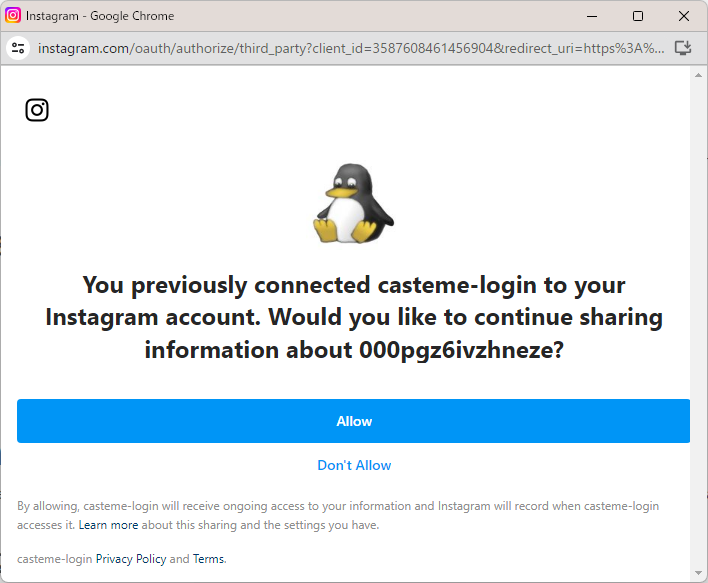 Instagram - Google Chrome
instagram.com/oauth/authorize/third_party?client_id=358760846145690​4&redirect_uri=https%3A%...
You previously connected casteme-login to your
Instagram account. Would you like to continue sharing
information about 000pgz6ivzhneze?
Allow
Don't Allow
By allowing, casteme-login will receive ongoing access to your information and Instagram will record when casteme-login
accesses it. Learn more about this sharing and the settings you have.
casteme-login Privacy Policy and Terms.